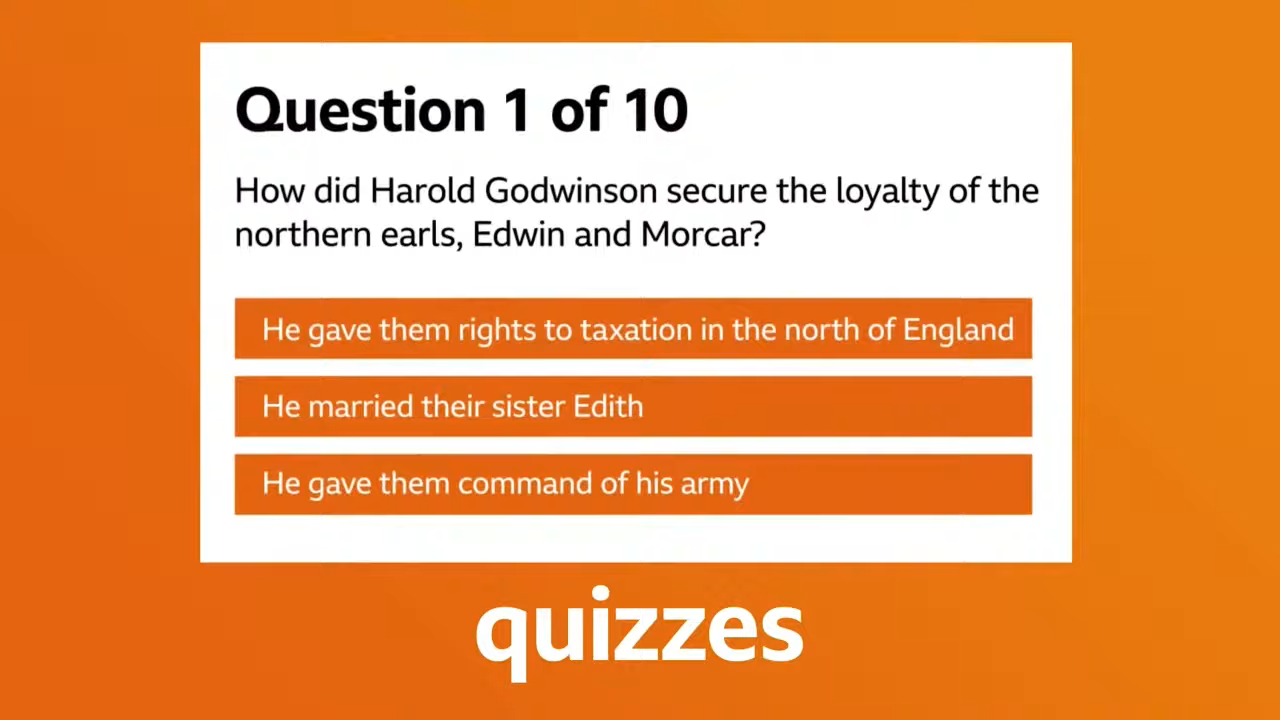 Question 1 of 10
How did Harold Godwinson secure the loyalty of the
northern earls, Edwin and Morcar?
He gave them rights to taxation in the north of England
He married their sister Edith
He gave them command of his army
quizzes